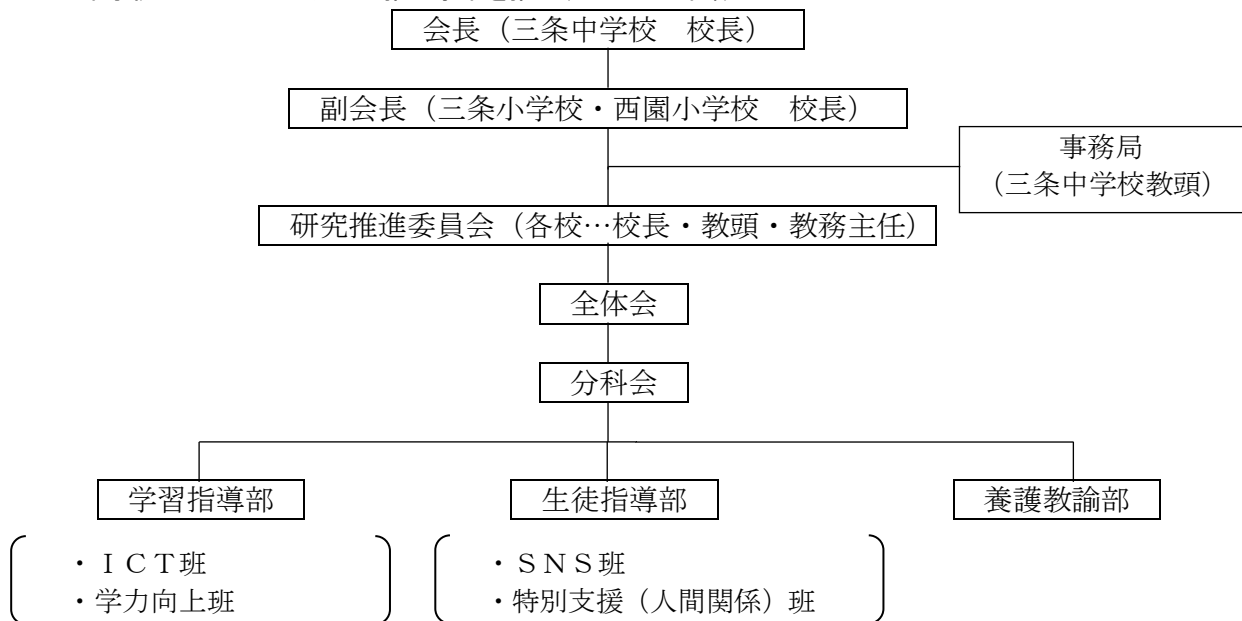 会長（三条中学校　校長）
副会長（三条小学校・西園小学校　校長）
事務局
（三条中学校教頭）
研究推進委員会（各校…校長・教頭・教務主任）
全体会
分科会
学習指導部
生徒指導部
養護教諭部
・ＩＣＴ班
・学力向上班
・ＳＮＳ班
・特別支援（人間関係）班